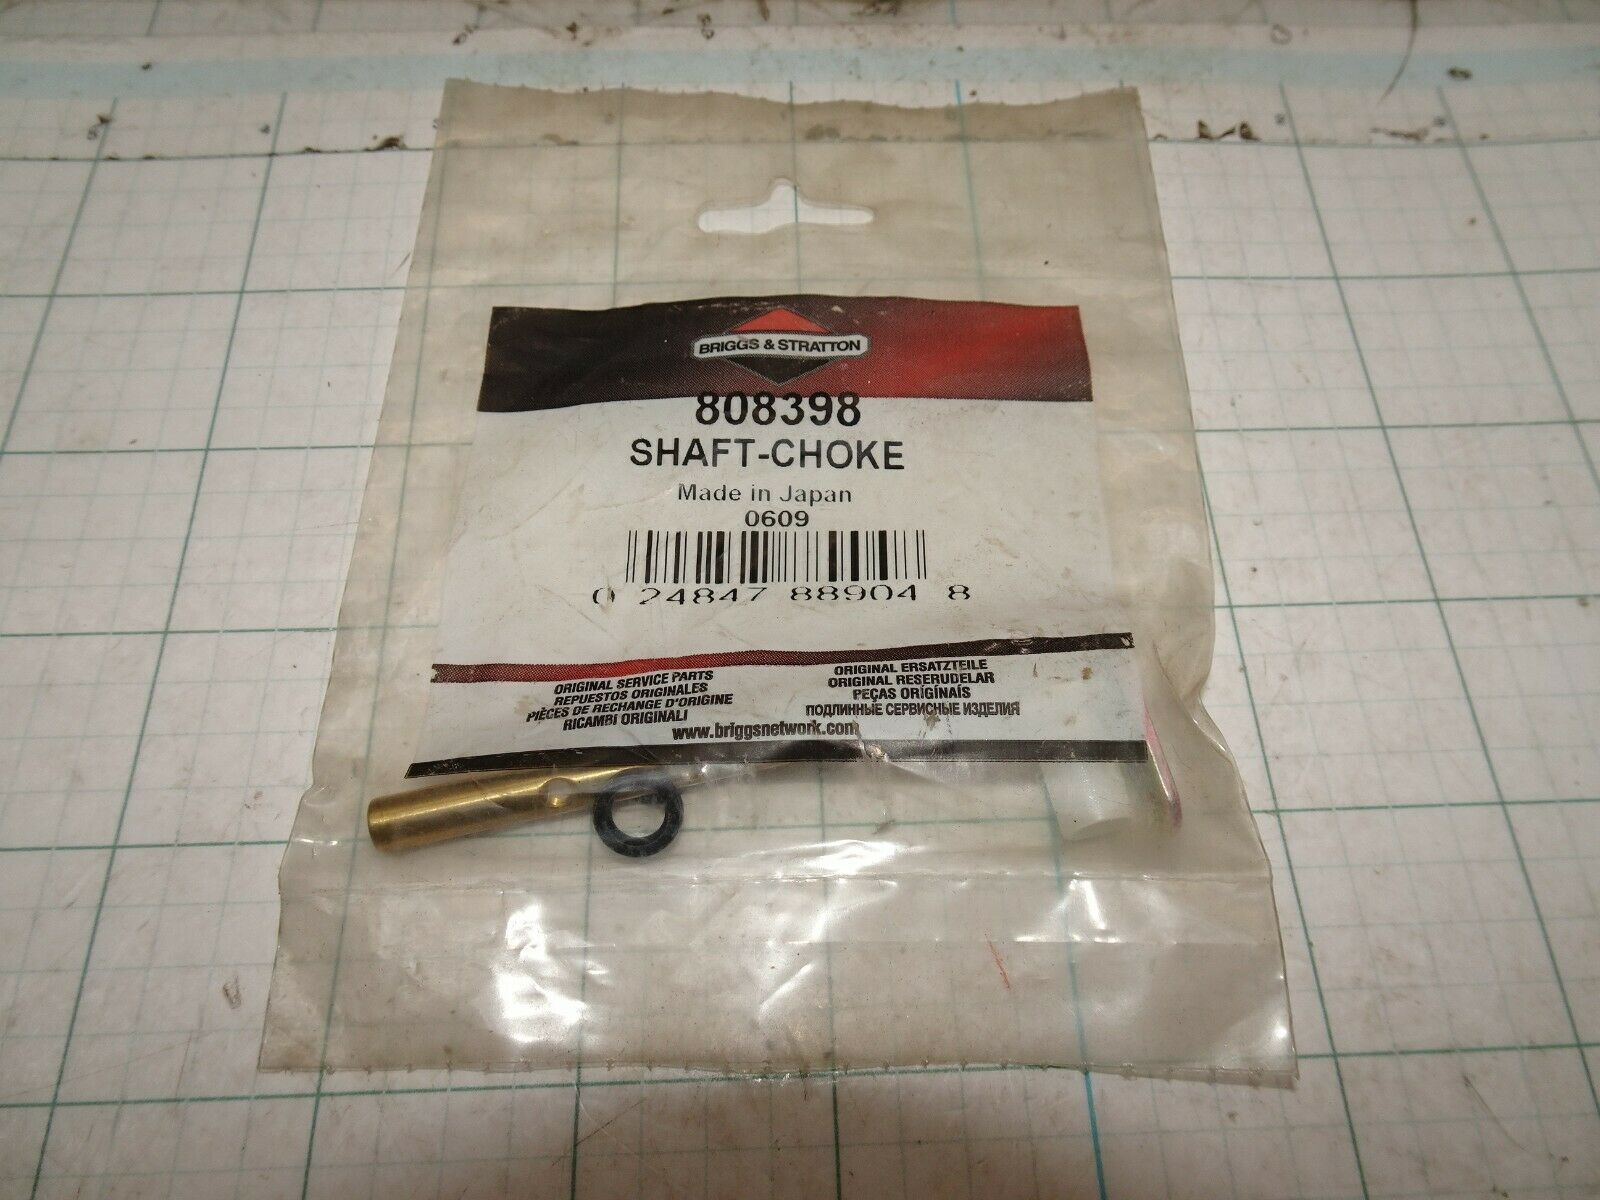 BRIGGS & STRATTON
808398
SHAFT-CHOKE
Made in Japan
0609
0 24847 88904 8
ORIGINAL SERVICE PARTS
REPUESTOS ORIGINALES
PIÈCES DE RECHANGE D'ORIGINE
RICAMBI ORIGINALI
ORIGINAL ERSATZTEILE
ORIGINAL RESERUDELAR
PEÇAS ORIGINAIS
ПОДЛИННЫЕ СЕРВИСНЫЕ ИЗДЕЛИЯ
www.briggsnetwork.com